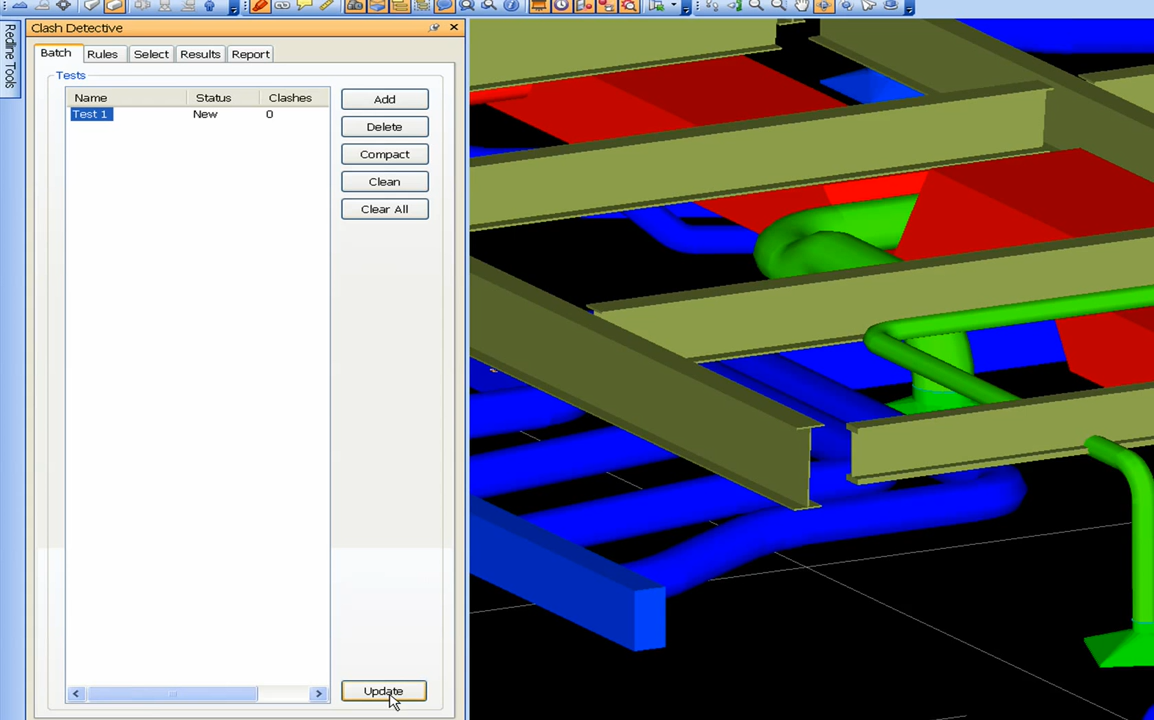 Redline Tools
Clash Detective
Batch Rules Select Results Report
Tests
Name Status Clashes
Test 1 New 0
Add
Delete
Compact
Clean
Clear All
Update